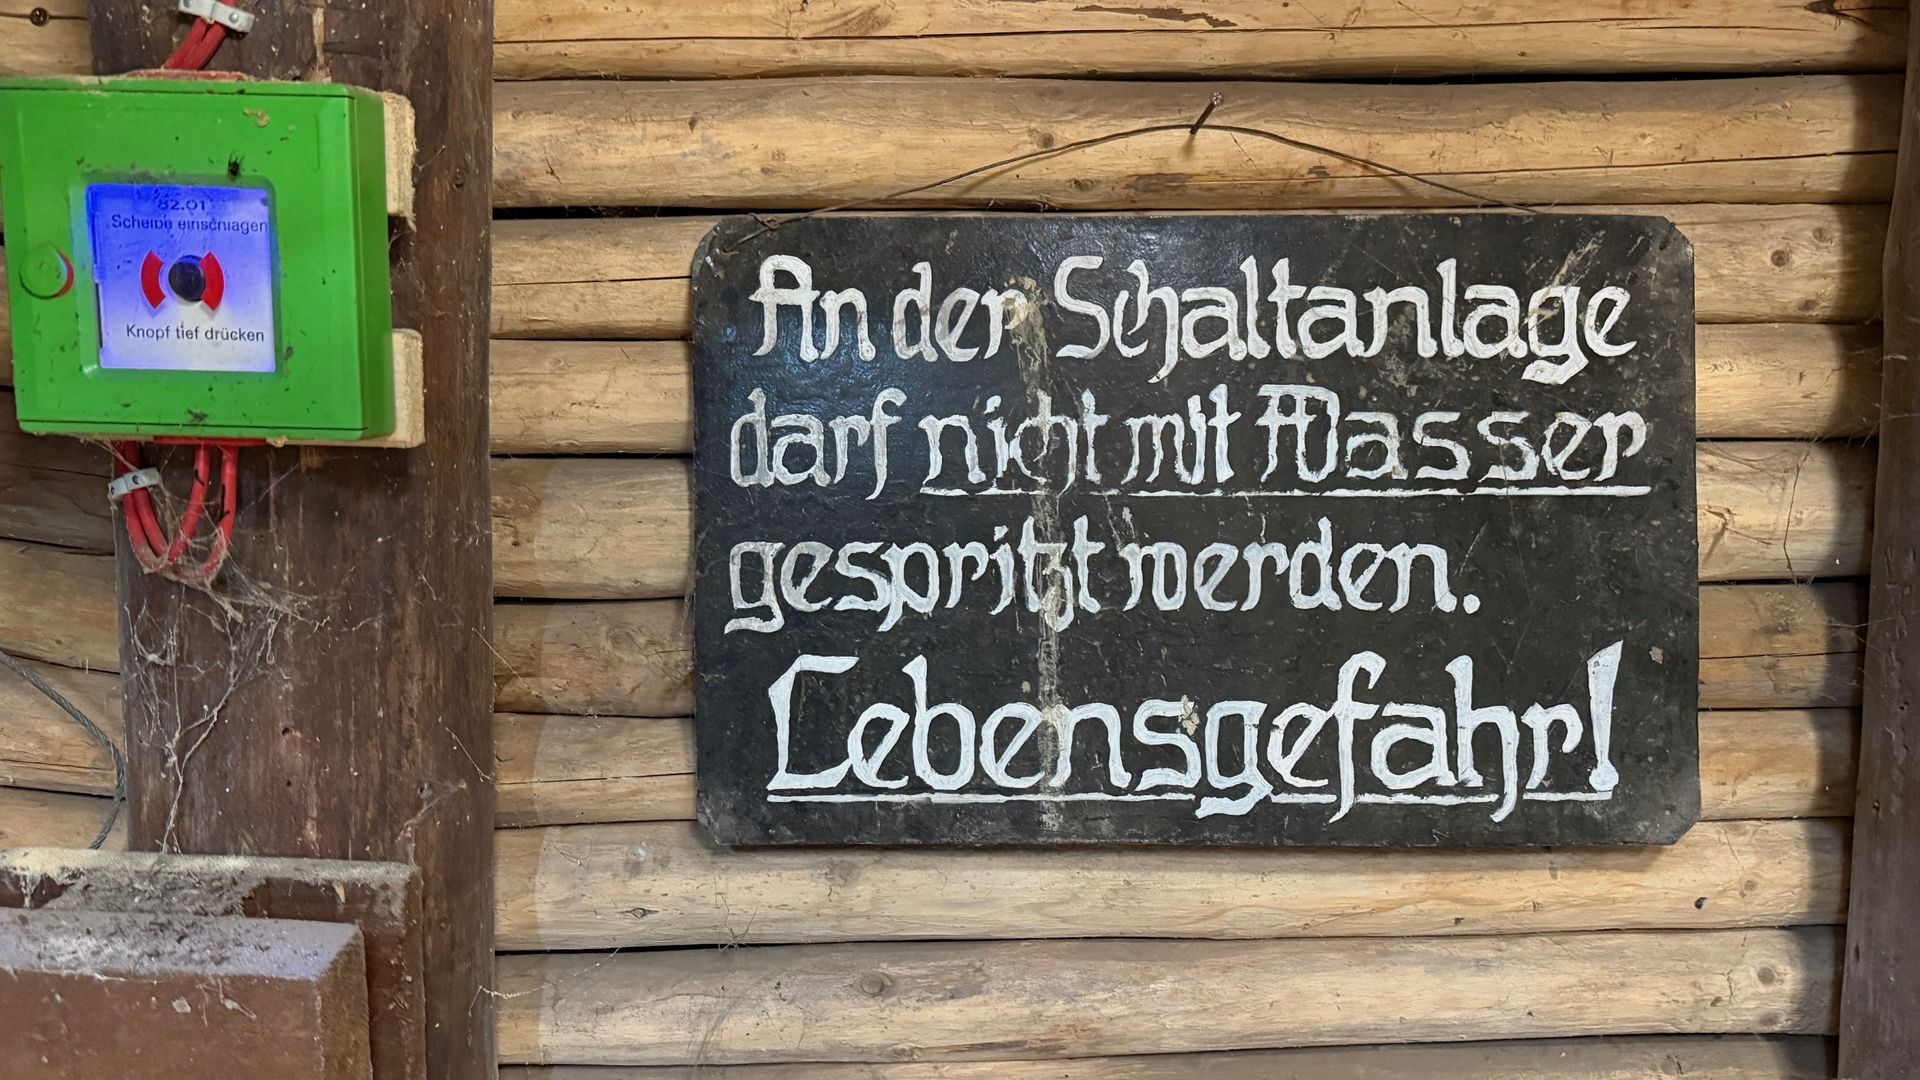 82.01
Scheibe einschlagen
Knopf tief drücken
An der Schaltanlage
darf nicht mit Wasser
gespritzt werden.
Lebensgefahr!